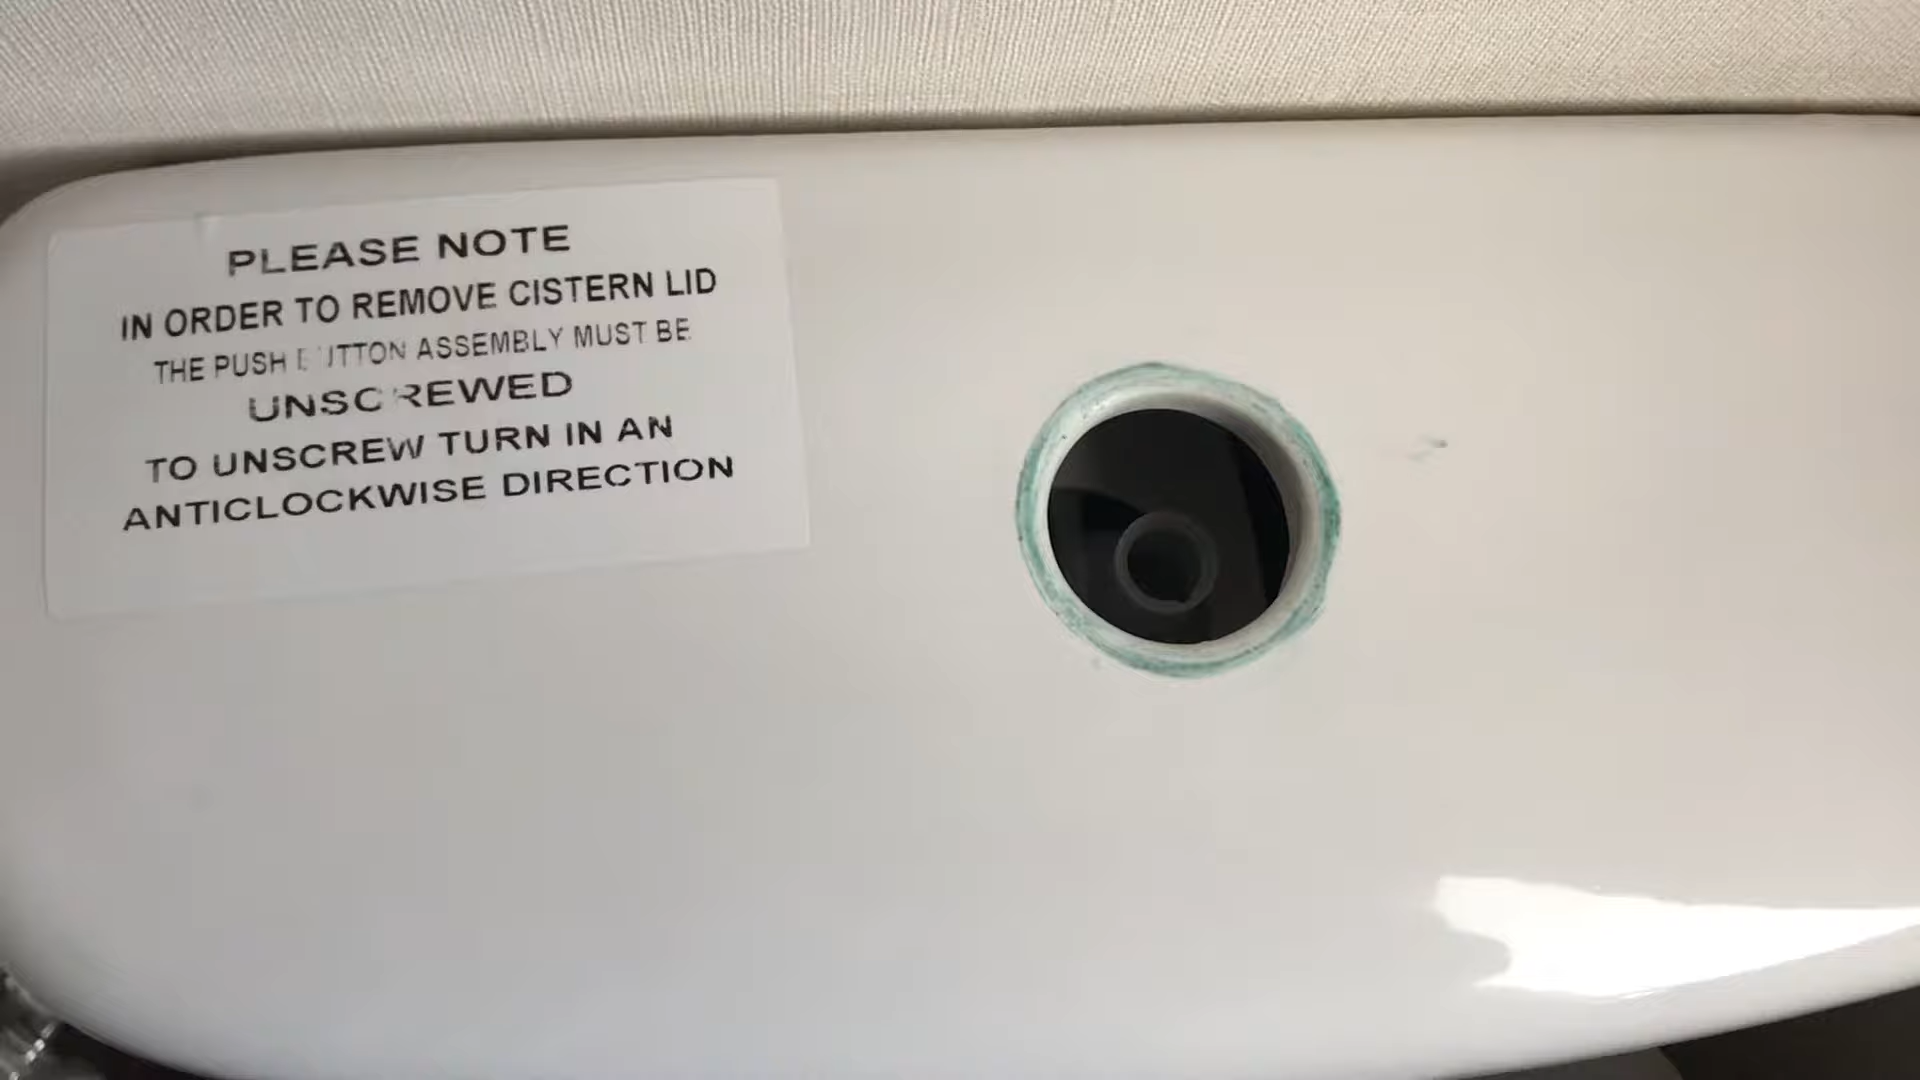 PLEASE NOTE
IN ORDER TO REMOVE CISTERN LID
THE PUSH BUTTON ASSEMBLY MUST BE
UNSCREWED
TO UNSCREW TURN IN AN
ANTICLOCKWISE DIRECTION